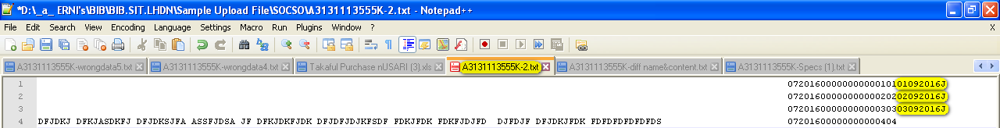 *D:\_a_ ERNI's\BIB\BIB.SIT.LHDN\Sample Upload File\SOCSO\A3131113555K-2.txt - Notepad++
File Edit Search View Encoding Language Settings Macro Run Plugins Window ? X
A3131113555K-wrongdata5.txt A3131113555K-wrongdata4.txt Takaful Purchase nUSARI (3).xls A3131113555K-2.txt A3131113555K-diff name&content.txt A3131113555K-Specs (1).txt
1 072016000000000010101092016J
2 072016000000000020202092016J
3 072016000000000030303092016J
4 DFJDKJ DFKJASDKFJ DFJDKSJFA ASSFJDSA JF DFKJDKFJDK DFJDFJDJKFSDF FDKJFDK FDKFJDJFD DJFDJF DFJDKJFDK FDFDFDFDFDFDS 07201600000000000404